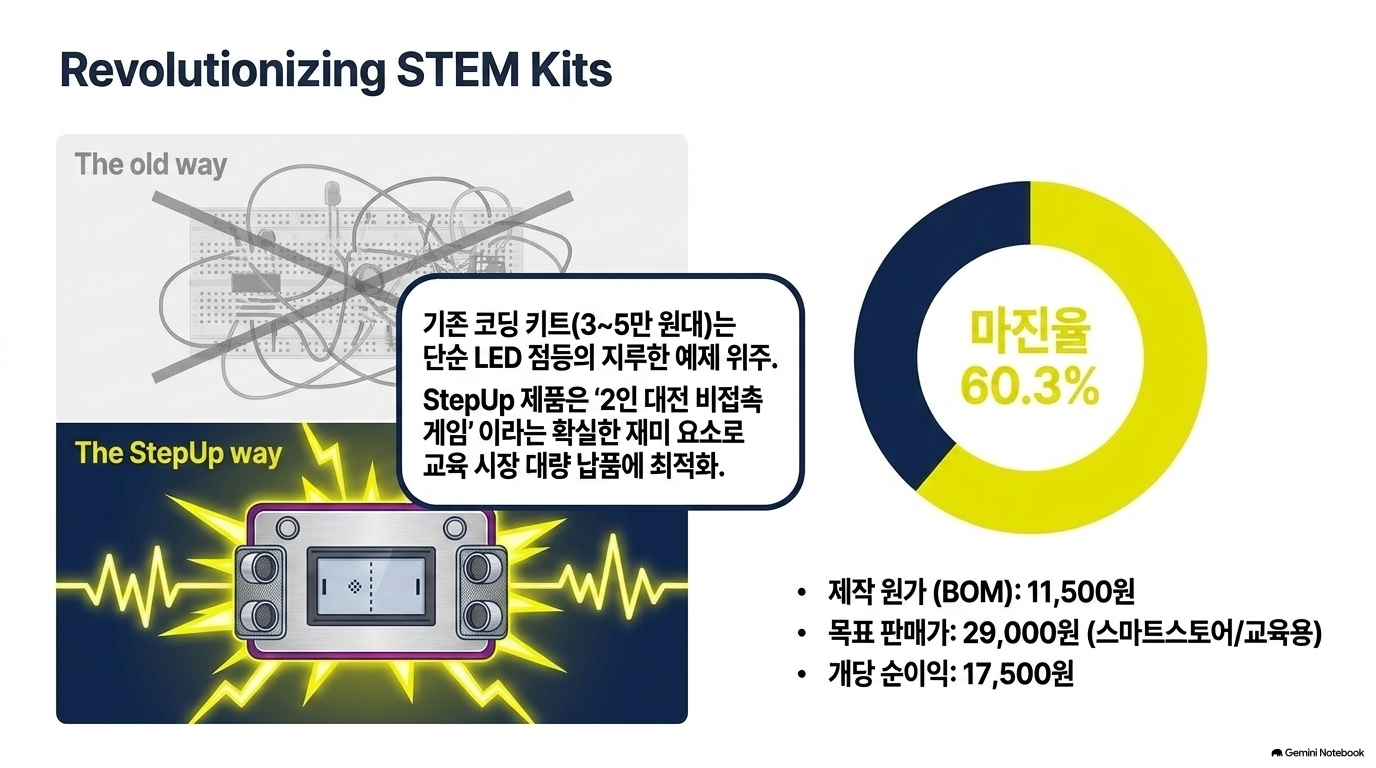 Revolutionizing STEM Kits
The old way
기존 코딩 키트(3~5만 원대)는
단순 LED 점등의 지루한 예제 위주.
StepUp 제품은 ‘2인 대전 비접촉
게임’ 이라는 확실한 재미 요소로
교육 시장 대량 납품에 최적화.
The StepUp way
마진율
60.3%
• 제작 원가 (BOM): 11,500원
• 목표 판매가: 29,000원 (스마트스토어/교육용)
• 개당 순이익: 17,500원
Gemini Notebook